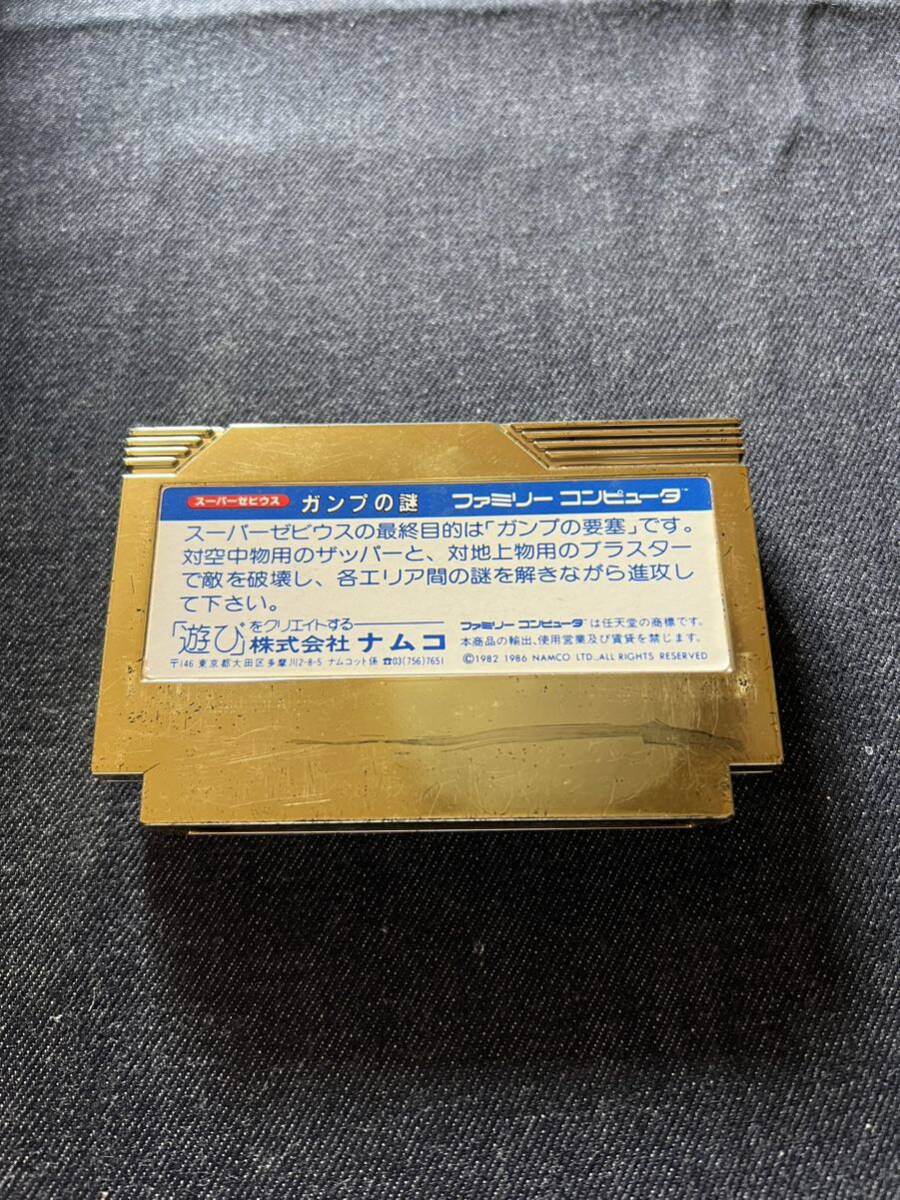 スーパーゼビウス ガンプの謎 ファミリー コンピュータ™
スーパーゼビウスの最終目的は「ガンプの要塞」です。
対空中物用のザッパーと、対地上物用のブラスター
で敵を破壊し、各エリア間の謎を解きながら進攻し
て下さい。
「遊び」をクリエイトする
株式会社 ナムコ
〒146 東京都大田区多摩川2-8-5 ナムコット係 ☎03(756)7651
ファミリー コンピュータ™は任天堂の商標です。
本商品の輸出、使用営業及び賃貸を禁じます。
©1982 1986 NAMCO LTD.,ALL RIGHTS RESERVED